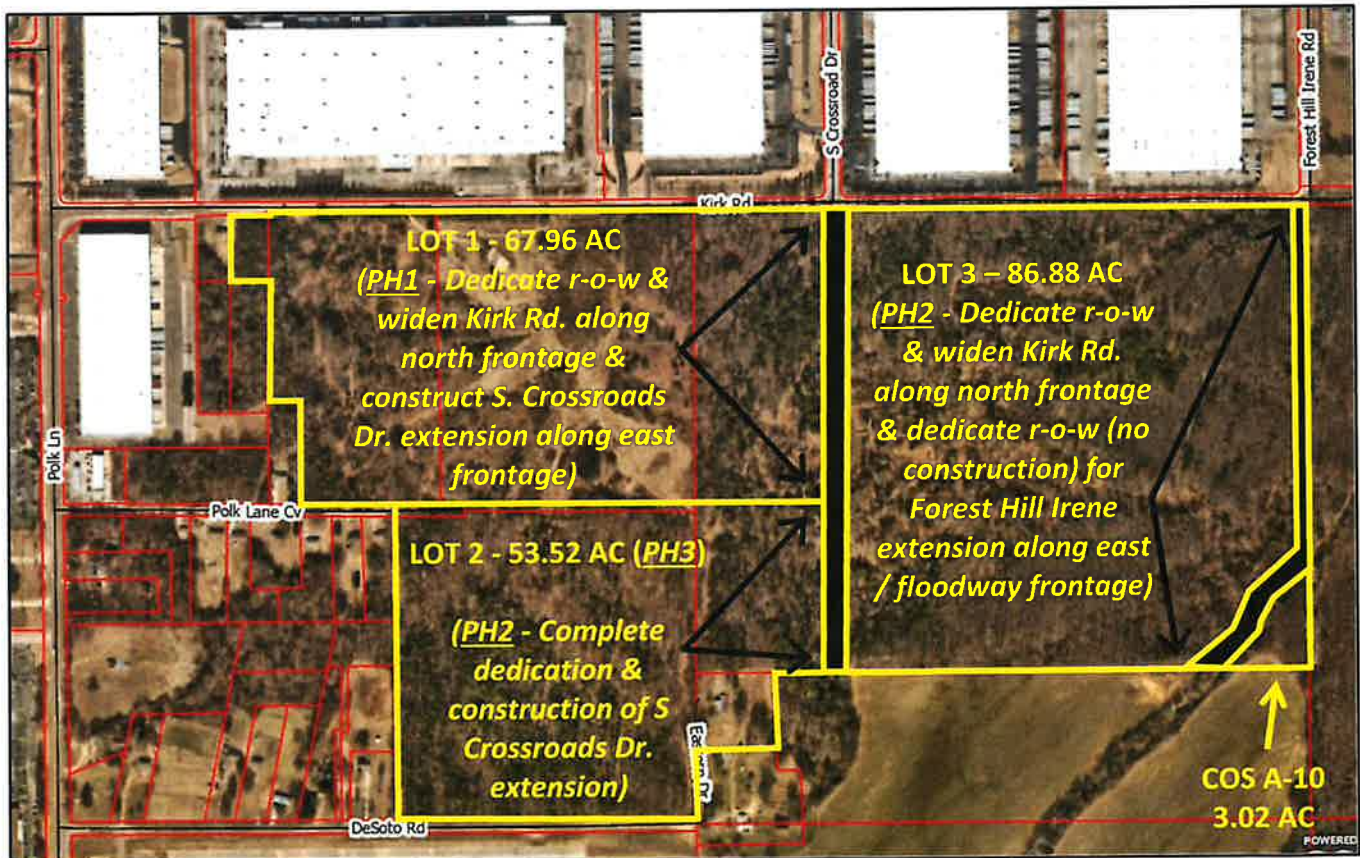 S Crossroad Dr
Forest Hill Irene Rd
Kirk Rd
LOT 1 - 67.96 AC
(PH1 - Dedicate r-o-w &
widen Kirk Rd. along
north frontage &
construct S. Crossroads
Dr. extension along east
frontage)
LOT 3 – 86.88 AC
(PH2 - Dedicate r-o-w
& widen Kirk Rd.
along north frontage
& dedicate r-o-w (no
construction) for
Forest Hill Irene
extension along east
/ floodway frontage)
Polk Ln
Polk Lane Cv
LOT 2 - 53.52 AC (PH3)
(PH2 - Complete
dedication &
construction of S
Crossroads Dr.
extension)
Dr
DeSoto Rd
COS A-10
3.02 AC
POWERED